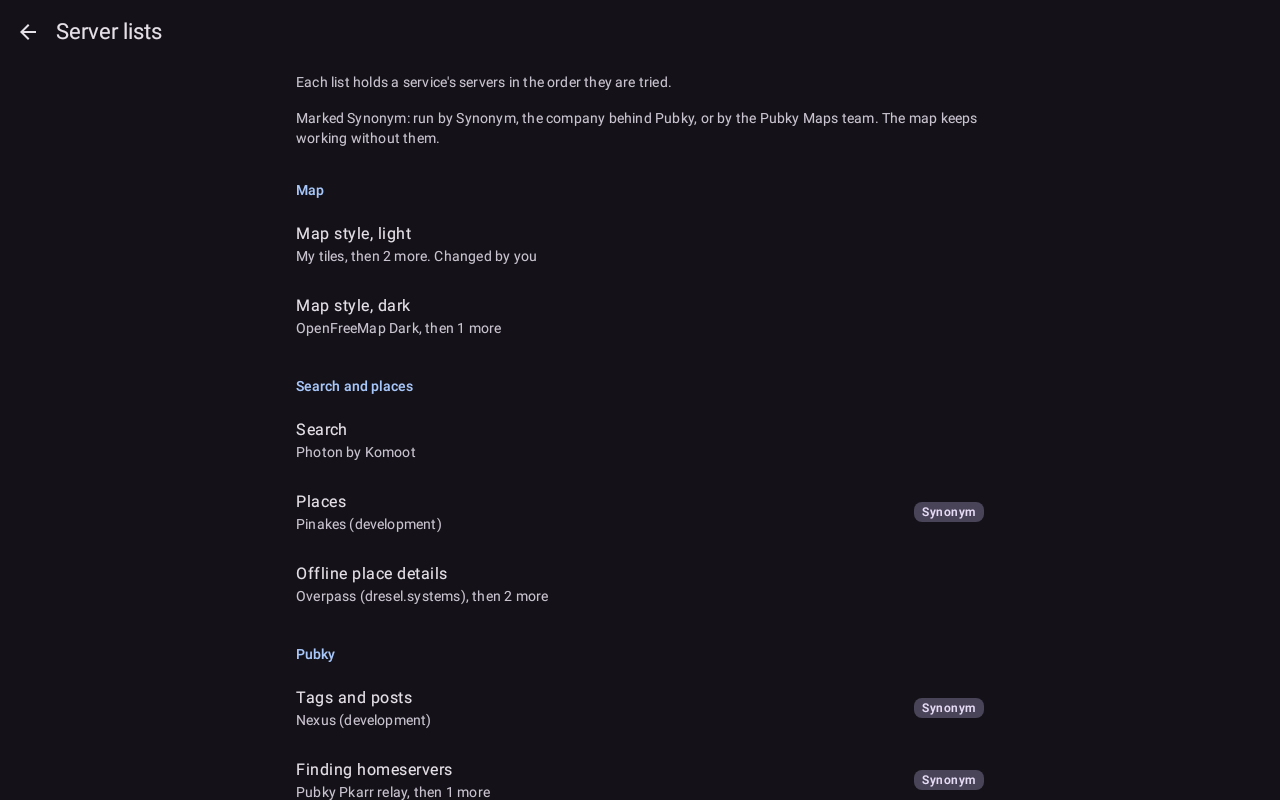 Server lists
Each list holds a service's servers in the order they are tried.
Marked Synonym: run by Synonym, the company behind Pubky, or by the Pubky Maps team. The map keeps
working without them.
Map
Map style, light
My tiles, then 2 more. Changed by you
Map style, dark
OpenFreeMap Dark, then 1 more
Search and places
Search
Photon by Komoot
Places
Pinakes (development)
Synonym
Offline place details
Overpass (dresel.systems), then 2 more
Pubky
Tags and posts
Nexus (development)
Synonym
Finding homeservers
Pubky Pkarr relay, then 1 more
Synonym